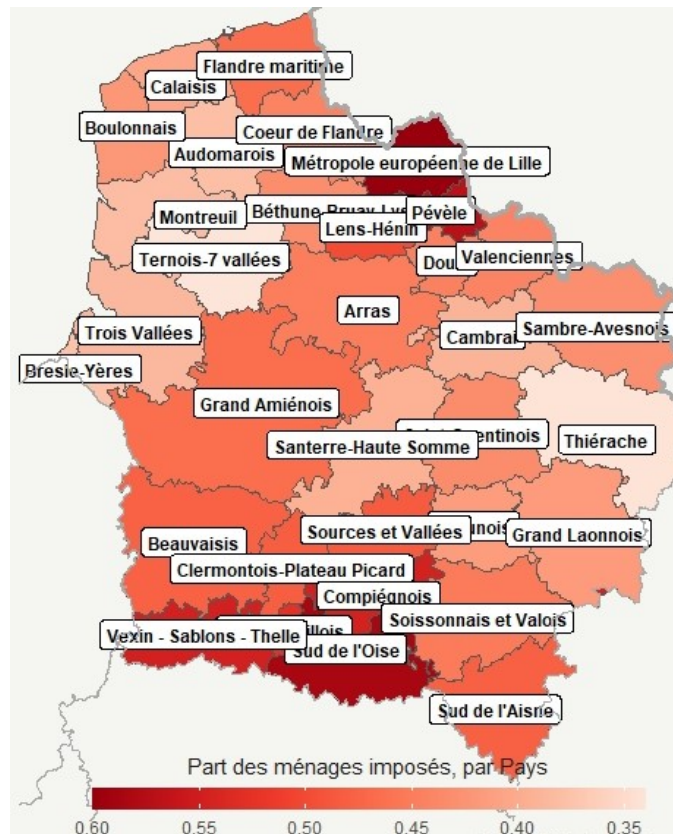 Flandre maritime
Calaisis
Boulonnais
Coeur de Flandre
Audomarois
Métropole européenne de Lille
Montreuil
Pévèle
Lens-Hénin
Ternois-7 vallées
Valenciennes
Arras
Trois Vallées
Cambrai
Sambre-Avesnois
Bresle-Yères
Grand Amiénois
Santerre-Haute Somme
Thiérache
Beauvaisis
Sources et Vallées
Grand Laonnois
Clermontois-Plateau Picard
Compiégnois
Soissonnais et Valois
Vexin - Sablons - Thelle
Sud de l'Oise
Sud de l'Aisne
Part des ménages imposés, par Pays
0.60 0.55 0.50 0.45 0.40 0.35